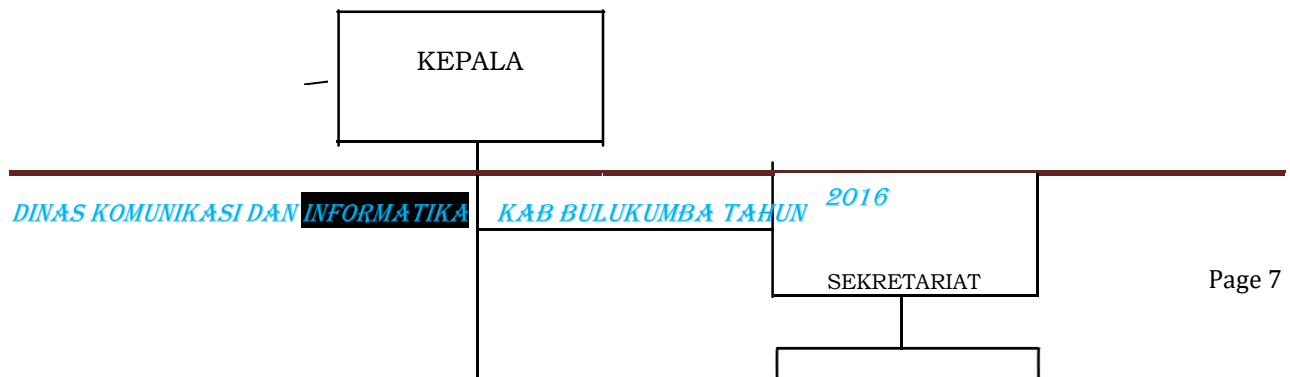 KEPALA
DINAS KOMUNIKASI DAN INFORMATIKA KAB BULUKUMBA TAHUN 2016
SEKRETARIAT
Page 7